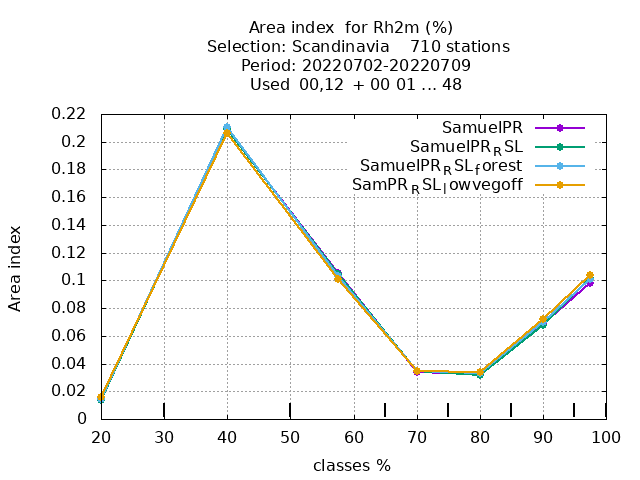 Area index  for Rh2m (%)
Selection: Scandinavia    710 stations
Period: 20220702-20220709
Used  00,12  + 00 01 ... 48
SamuelPR
SamuelPR_RSL
SamuelPR_RSL_forest
SamPR_RSL_lowvegoff
Area index
0.22
0.2
0.18
0.16
0.14
0.12
0.1
0.08
0.06
0.04
0.02
0
20 30 40 50 60 70 80 90 100
classes %